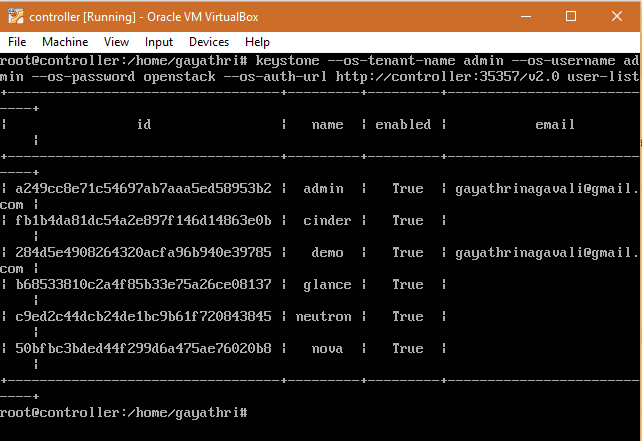 controller [Running] - Oracle VM VirtualBox
File Machine View Input Devices Help
root@controller:/home/gayathri# keystone --os-tenant-name admin --os-username ad
min --os-password openstack --os-auth-url http://controller:35357/v2.0 user-list
+----------------------------------+---------+---------+------------------------
----+
| id | name | enabled | email
|
+----------------------------------+---------+---------+------------------------
----+
| a249cc8e71c54697ab7aaa5ed58953b2 | admin | True | gayathrinagavali@gmail.
com |
| fb1b4da81dc54a2e897f146d14863e0b | cinder | True |
|
| 284d5e4908264320acfa96b940e39785 | demo | True | gayathrinagavali@gmail.
com |
| b68533810c2a4f85b33e75a26ce08137 | glance | True |
|
| c9ed2c44dcb24de1bc9b61f720843845 | neutron | True |
|
| 50bfbc3bded44f299d6a475ae76020b8 | nova | True |
|
+----------------------------------+---------+---------+------------------------
----+
root@controller:/home/gayathri#